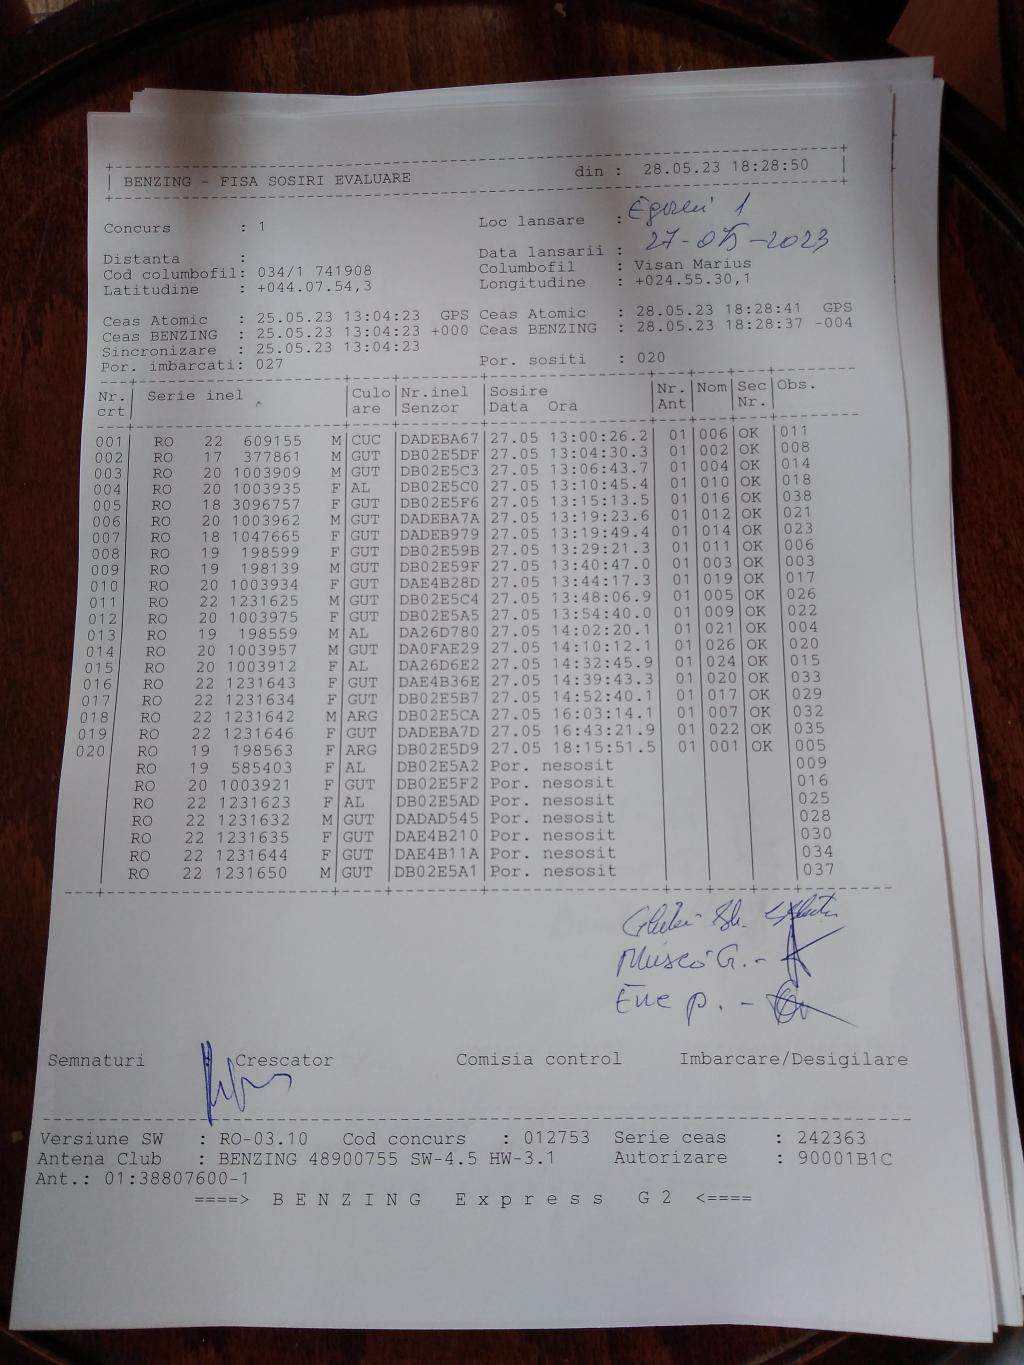 BENZING - FISA SOSIRI EVALUARE din : 28.05.23 18:28:50
Concurs : 1 Loc lansare : 1
Distanta : Data lansarii : 27-05-2023
Cod columbofil: 034/1 741908 Columbofil : Visan Marius
Latitudine : +044.07.54,3 Longitudine : +024.55.30,1
Ceas Atomic : 25.05.23 13:04:23 GPS Ceas Atomic : 28.05.23 18:28:41 GPS
Ceas BENZING : 25.05.23 13:04:23 +000 Ceas BENZING : 28.05.23 18:28:37 -004
Sincronizare : 25.05.23 13:04:23
Por. imbarcati: 027 Por. sositi : 020
Nr. crt Serie inel Culo are Nr.inel Senzor Sosire Data Ora Nr. Ant Nom Sec Nr. Obs.
001 RO 22 609155 M CUC DADEBA67 27.05 13:00:26.2 01 006 OK 011
002 RO 17 377861 M GUT DB02E5DF 27.05 13:04:30.3 01 002 OK 008
003 RO 20 1003909 M GUT DB02E5C3 27.05 13:06:43.7 01 004 OK 014
004 RO 20 1003935 F AL DB02E5C0 27.05 13:10:45.4 01 010 OK 018
005 RO 18 3096757 F GUT DB02E5F6 27.05 13:15:13.5 01 016 OK 038
006 RO 20 1003962 M GUT DADEBA7A 27.05 13:19:23.6 01 012 OK 021
007 RO 18 1047665 F GUT DADEB979 27.05 13:19:49.4 01 014 OK 023
008 RO 19 198599 F GUT DB02E59B 27.05 13:29:21.3 01 011 OK 006
009 RO 19 198139 M GUT DB02E59F 27.05 13:40:47.0 01 003 OK 003
010 RO 20 1003934 F GUT DAE4B28D 27.05 13:44:17.3 01 019 OK 017
011 RO 22 1231625 M GUT DB02E5C4 27.05 13:48:06.9 01 005 OK 026
012 RO 20 1003975 F GUT DB02E5A5 27.05 13:54:40.0 01 009 OK 022
013 RO 19 198559 M AL DA26D780 27.05 14:02:20.1 01 021 OK 004
014 RO 20 1003957 M GUT DA0FAE29 27.05 14:10:12.1 01 026 OK 020
015 RO 20 1003912 F AL DA26D6E2 27.05 14:32:45.9 01 024 OK 015
016 RO 22 1231643 F GUT DAE4B36E 27.05 14:39:43.3 01 020 OK 033
017 RO 22 1231634 F GUT DB02E5B7 27.05 14:52:40.1 01 017 OK 029
018 RO 22 1231642 M ARG DB02E5CA 27.05 16:03:14.1 01 007 OK 032
019 RO 22 1231646 F GUT DADEBA7D 27.05 16:43:21.9 01 022 OK 035
020 RO 19 198563 F ARG DB02E5D9 27.05 18:15:51.5 01 001 OK 005
RO 19 585403 F AL DB02E5A2 Por. nesosit 009
RO 20 1003921 F GUT DB02E5F2 Por. nesosit 016
RO 22 1231623 F AL DB02E5AD Por. nesosit 025
RO 22 1231632 M GUT DADAD545 Por. nesosit 028
RO 22 1231635 F GUT DAE4B210 Por. nesosit 030
RO 22 1231644 F GUT DAE4B11A Por. nesosit 034
RO 22 1231650 M GUT DB02E5A1 Por. nesosit 037
G. -
Ene P. -
Semnaturi Crescator Comisia control Imbarcare/Desigilare
Versiune SW : RO-03.10 Cod concurs : 012753 Serie ceas : 242363
Antena Club : BENZING 48900755 SW-4.5 HW-3.1 Autorizare : 90001B1C
Ant.: 01:38807600-1
====> B E N Z I N G E x p r e s s G 2 <====